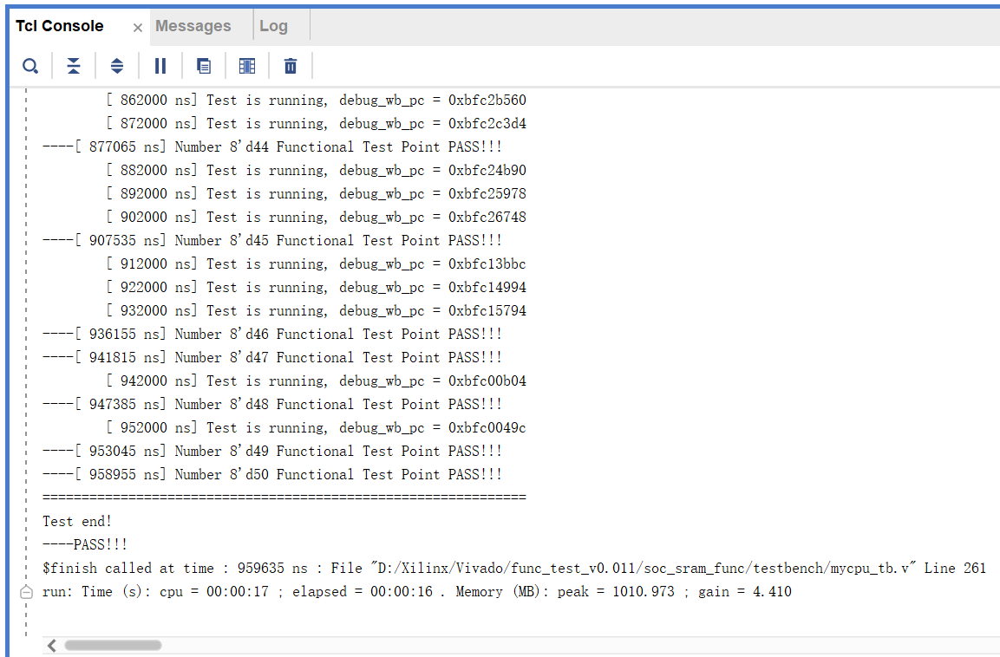 Tcl Console × Messages Log
[ 862000 ns] Test is running, debug_wb_pc = 0xbfc2b560
[ 872000 ns] Test is running, debug_wb_pc = 0xbfc2c3d4
----[ 877065 ns] Number 8'd44 Functional Test Point PASS!!!
[ 882000 ns] Test is running, debug_wb_pc = 0xbfc24b90
[ 892000 ns] Test is running, debug_wb_pc = 0xbfc25978
[ 902000 ns] Test is running, debug_wb_pc = 0xbfc26748
----[ 907535 ns] Number 8'd45 Functional Test Point PASS!!!
[ 912000 ns] Test is running, debug_wb_pc = 0xbfc13bbc
[ 922000 ns] Test is running, debug_wb_pc = 0xbfc14994
[ 932000 ns] Test is running, debug_wb_pc = 0xbfc15794
----[ 936155 ns] Number 8'd46 Functional Test Point PASS!!!
----[ 941815 ns] Number 8'd47 Functional Test Point PASS!!!
[ 942000 ns] Test is running, debug_wb_pc = 0xbfc00b04
----[ 947385 ns] Number 8'd48 Functional Test Point PASS!!!
[ 952000 ns] Test is running, debug_wb_pc = 0xbfc0049c
----[ 953045 ns] Number 8'd49 Functional Test Point PASS!!!
----[ 958955 ns] Number 8'd50 Functional Test Point PASS!!!
==============================================================
Test end!
----PASS!!!
$finish called at time : 959635 ns : File "D:/Xilinx/Vivado/func_test_v0.011/soc_sram_func/testbench/mycpu_tb.v" Line 261
run: Time (s): cpu = 00:00:17 ; elapsed = 00:00:16 . Memory (MB): peak = 1010.973 ; gain = 4.410